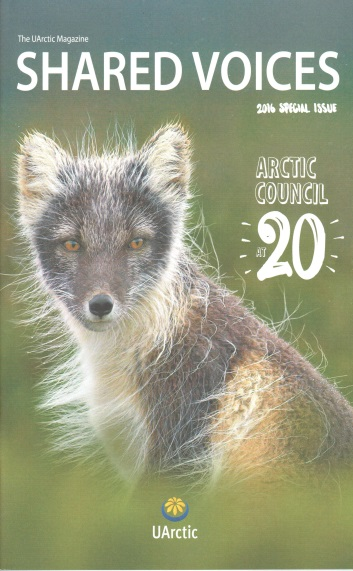 The UArctic Magazine
SHARED VOICES
2016 SPECIAL ISSUE
ARCTIC
COUNCIL
AT
20
UArctic